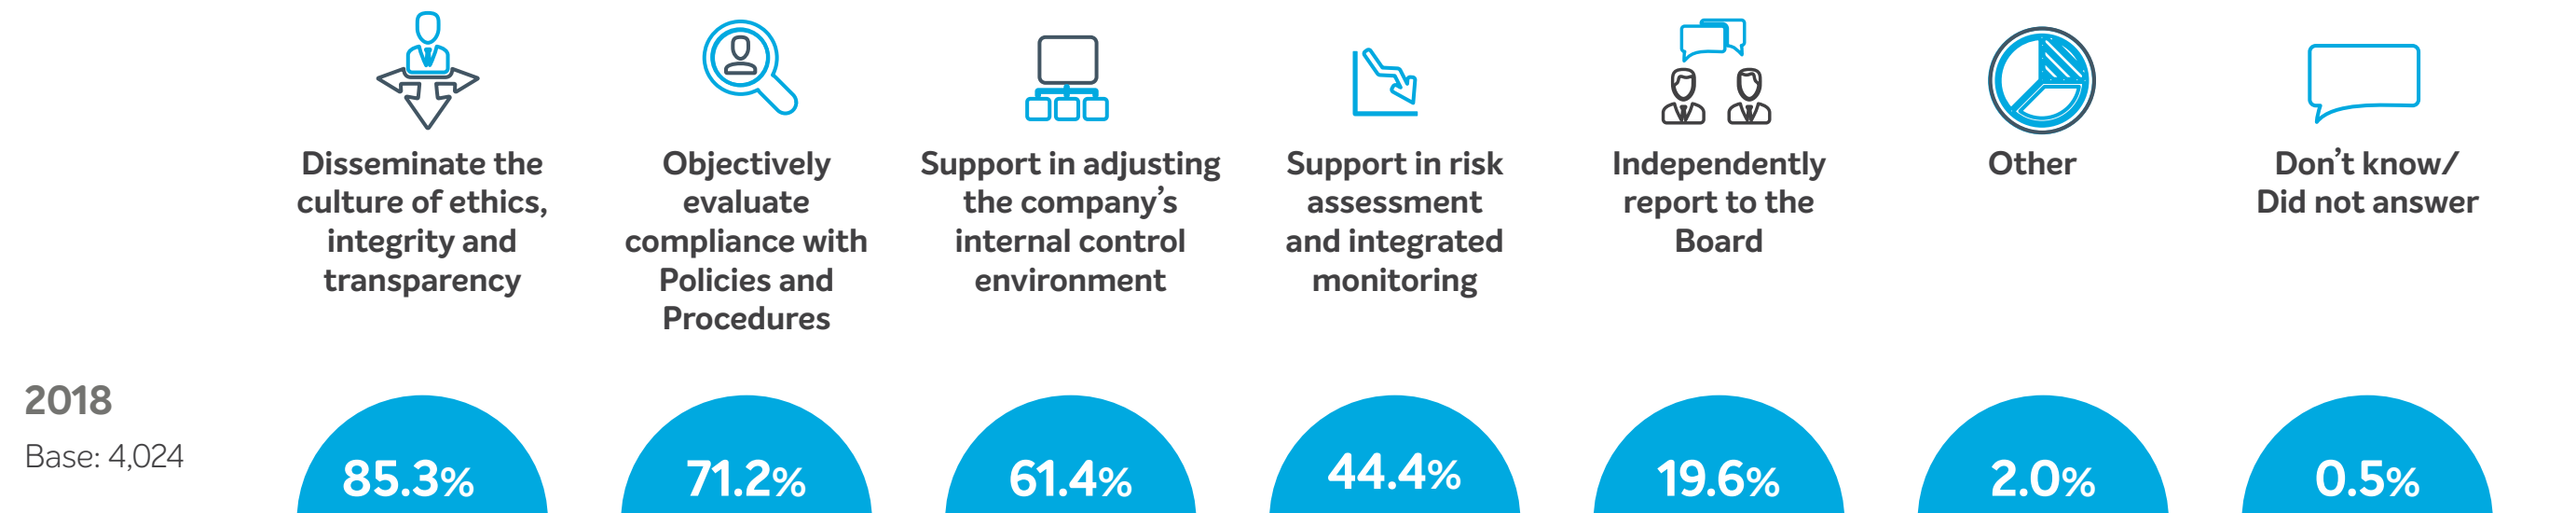 Disseminate the
culture of ethics,
integrity and
transparency
Objectively
evaluate
compliance with
Policies and
Procedures
Support in adjusting
the company’s
internal control
environment
Support in risk
assessment
and integrated
monitoring
Independently
report to the
Board
Other
Don’t know/
Did not answer
2018
Base: 4,024
85.3%
71.2%
61.4%
44.4%
19.6%
2.0%
0.5%